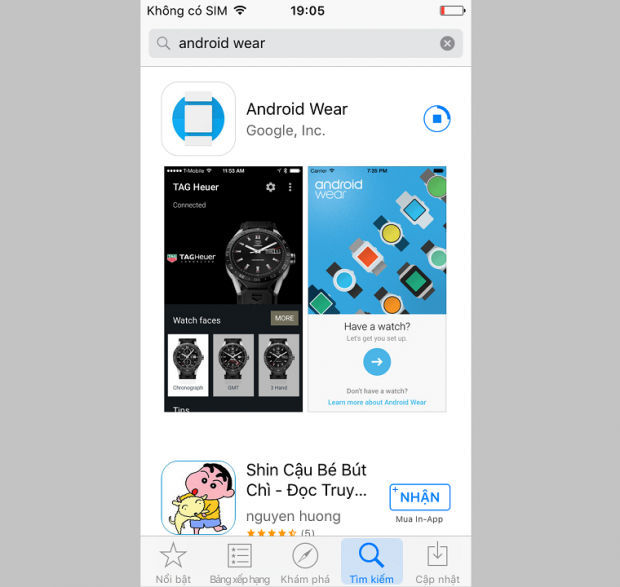 Không có SIM
19:05
android wear
Android Wear
Google, Inc.
T-Mobile
11:53 AM
TAG Heuer
Connected
TAGHeuer
CONNECTED
Watch faces
MORE
Chronograph
GMT
3 Hand
Tips
Carrier
7:35 PM
android
wear
Have a watch?
Let's get you set up.
Don't have a watch?
Learn more about Android Wear
Shin Cậu Bé Bút
Chì - Đọc Truy...
nguyen huong
(5)
+NHẬN
Mua In-App
Nổi bật
Bảng xếp hạng
Khám phá
Tìm kiếm
Cập nhật